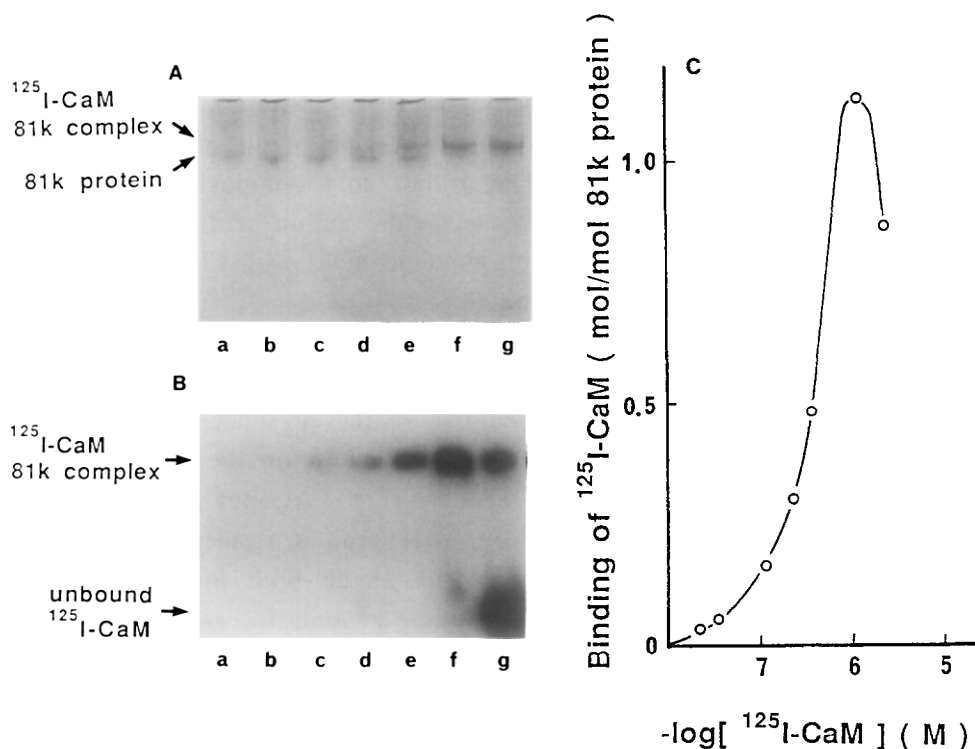 A
¹²⁵I-CaM
81k complex
81k protein
a b c d e f g
B
¹²⁵I-CaM
81k complex
unbound
¹²⁵I-CaM
a b c d e f g
C
Binding of ¹²⁵I-CaM ( mol/mol 81k protein )
1.0
0.5
0
7 6 5
-log[ ¹²⁵I-CaM ] ( M )